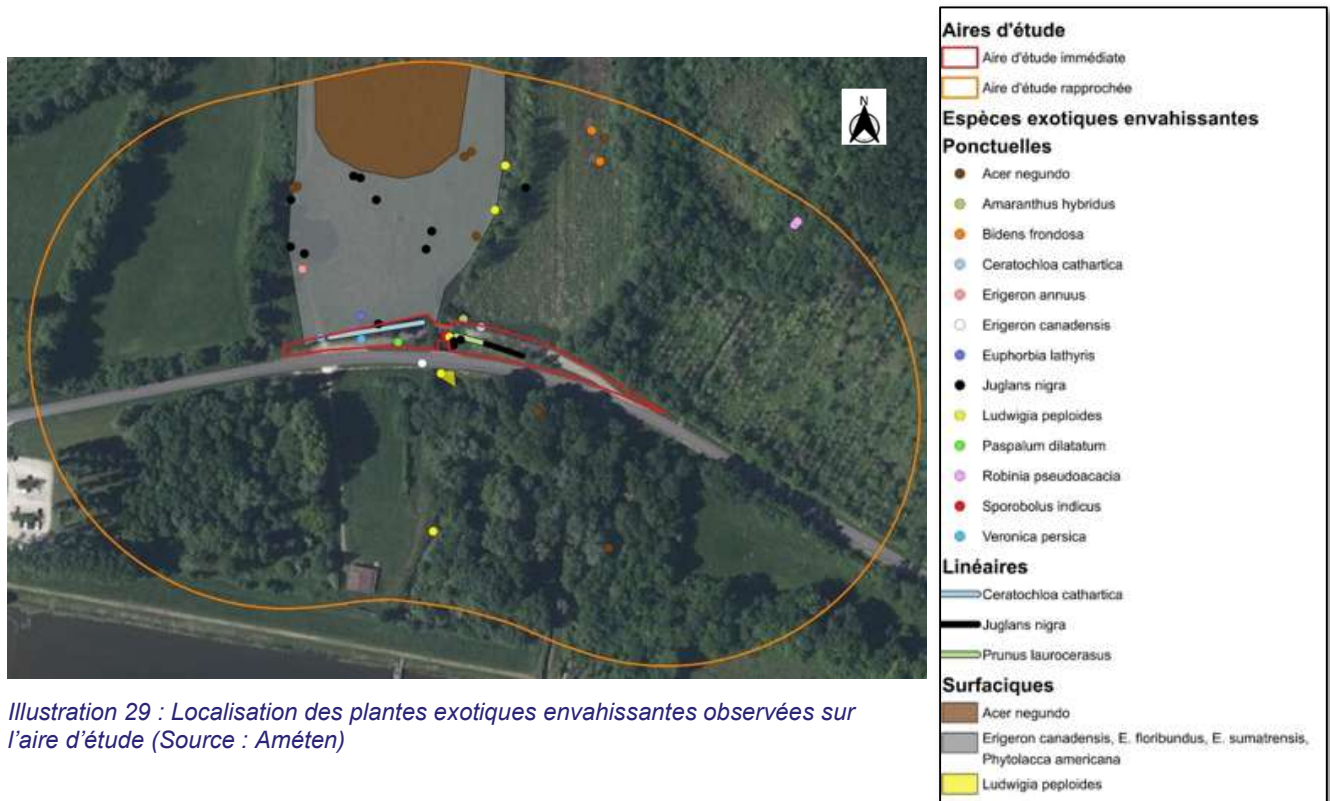 N
Illustration 29 : Localisation des plantes exotiques envahissantes observées sur
l'aire d'étude (Source : Améten)
Aires d'étude
Aire d'étude immédiate
Aire d'étude rapprochée
Espèces exotiques envahissantes
Ponctuelles
Acer negundo
Amaranthus hybridus
Bidens frondosa
Ceratochloa cathartica
Erigeron annuus
Erigeron canadensis
Euphorbia lathyris
Juglans nigra
Ludwigia peploides
Paspalum dilatatum
Robinia pseudoacacia
Sporobolus indicus
Veronica persica
Linéaires
Ceratochloa cathartica
Juglans nigra
Prunus laurocerasus
Surfaciques
Acer negundo
Erigeron canadensis, E. floribundus, E. sumatrensis,
Phytolacca americana
Ludwigia peploides